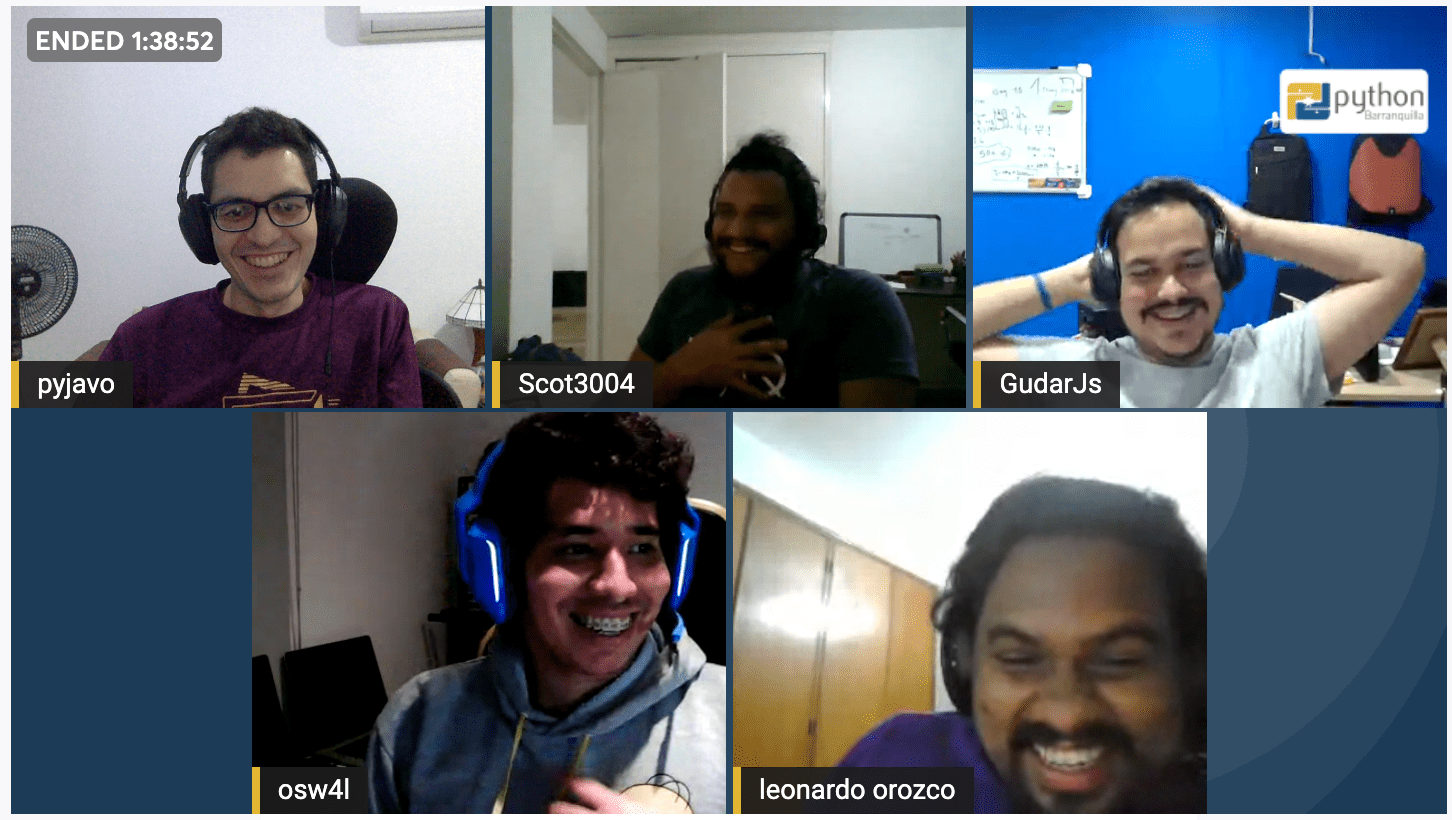 ENDED 1:38:52
python
Barranquilla
pyjavo
Scot3004
GudarJs
osw4l
leonardo orozco